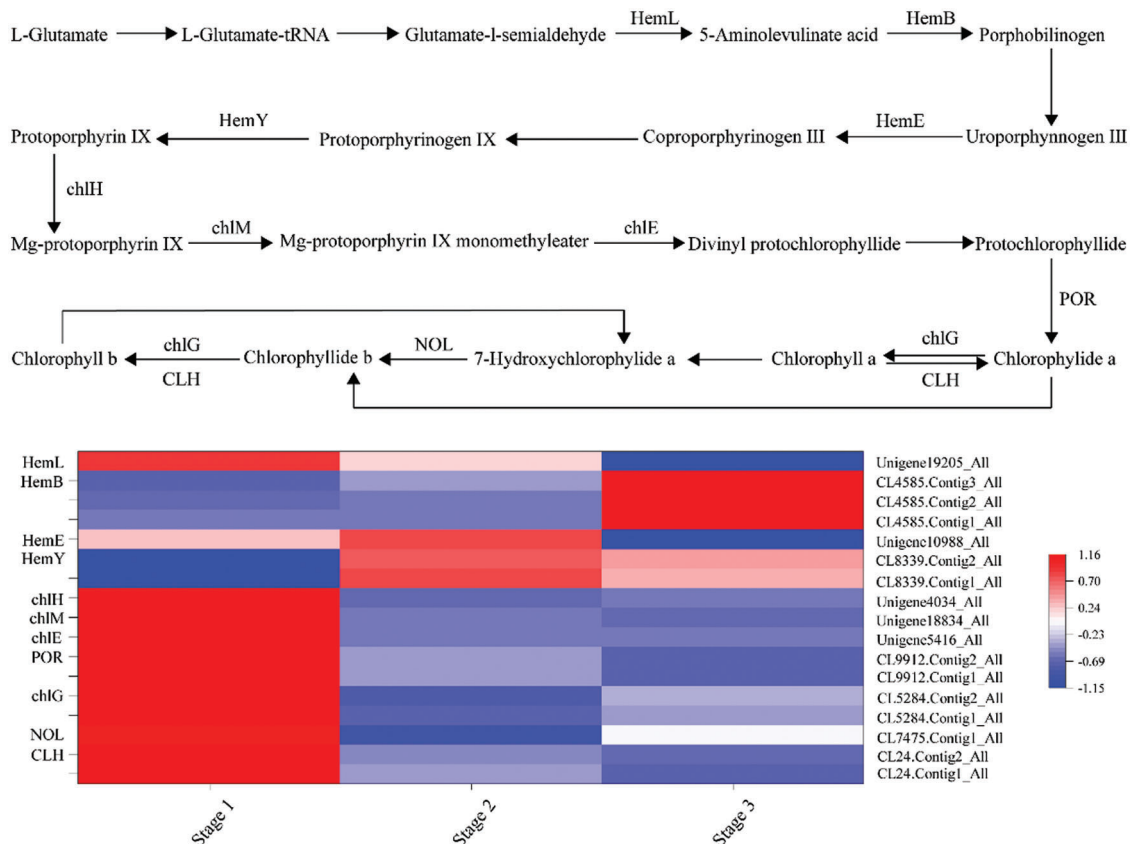 HemL HemB
L-Glutamate L-Glutamate-tRNA Glutamate-l-semialdehyde 5-Aminolevulinate acid Porphobilinogen
HemY HemE
Protoporphyrin IX Protoporphyrinogen IX Coproporphyrinogen III Uroporphynnogen III
chlH
chlM chlE
Mg-protoporphyrin IX Mg-protoporphyrin IX monomethyleater Divinyl protochlorophyllide Protochlorophyllide
POR
chlG NOL chlG
Chlorophyll b Chlorophyllide b 7-Hydroxychlorophylide a Chlorophyll a Chlorophylide a
CLH CLH
HemL Unigene19205_All
HemB CL4585.Contig3_All
CL4585.Contig2_All
CL4585.Contig1_All
HemE Unigene10988_All
HemY CL8339.Contig2_All
CL8339.Contig1_All
chlH Unigene4034_All
chlM Unigene18834_All
chlE Unigene5416_All
POR CL9912.Contig2_All
CL9912.Contig1_All
chlG CL5284.Contig2_All
CL5284.Contig1_All
NOL CL7475.Contig1_All
CLH CL24.Contig2_All
CL24.Contig1_All
1.16
0.70
0.24
-0.23
-0.69
-1.15
Stage 1 Stage 2 Stage 3